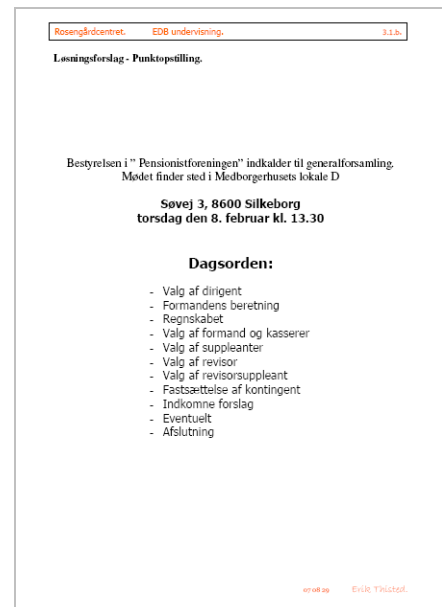 Rosengårdcentret. EDB undervisning. 3.1.b.
Løsningsforslag - Punktopstilling.
Bestyrelsen i ” Pensionistforeningen” indkalder til generalforsamling.
Mødet finder sted i Medborgerhusets lokale D
Søvej 3, 8600 Silkeborg
torsdag den 8. februar kl. 13.30
Dagsorden:
- Valg af dirigent
- Formandens beretning
- Regnskabet
- Valg af formand og kasserer
- Valg af suppleanter
- Valg af revisor
- Valg af revisorsuppleant
- Fastsættelse af kontingent
- Indkomne forslag
- Eventuelt
- Afslutning
07 08 29 Erik Thisted.